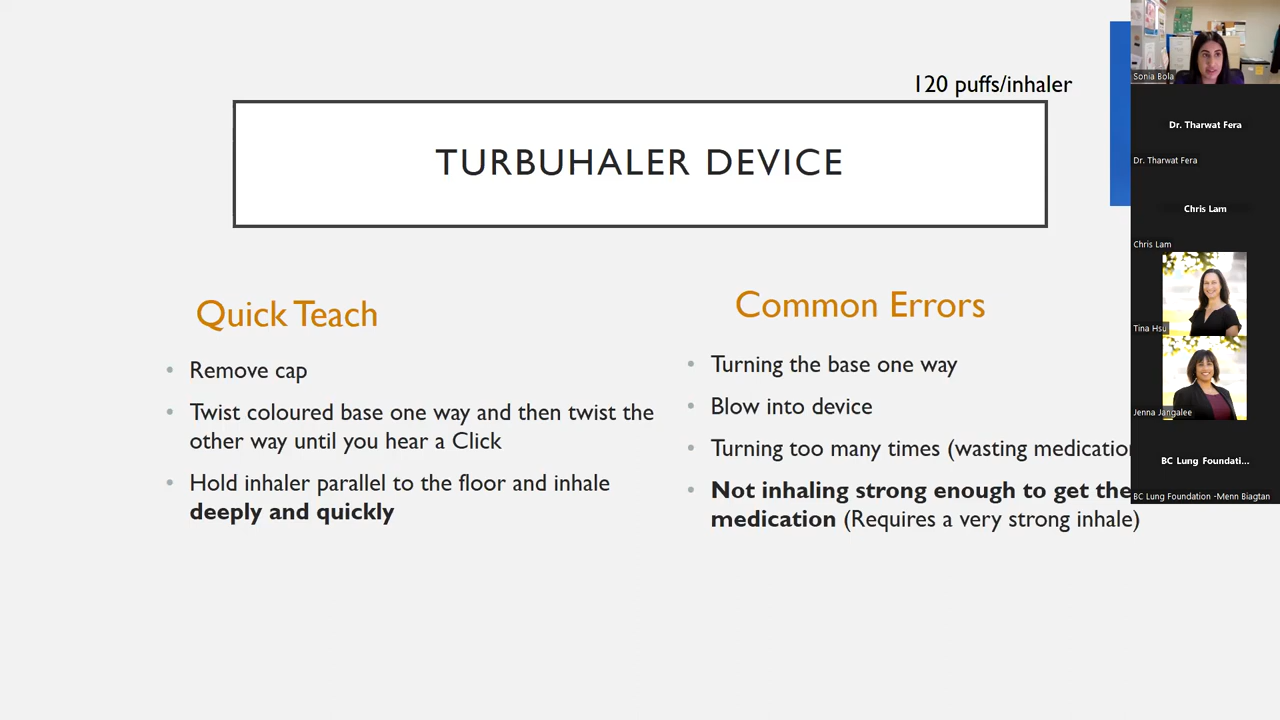 120 puffs/inhaler
TURBUHALER DEVICE
Quick Teach
Remove cap
Twist coloured base one way and then twist the
other way until you hear a Click
Hold inhaler parallel to the floor and inhale
deeply and quickly
Common Errors
Turning the base one way
Blow into device
Turning too many times (wasting medication
Not inhaling strong enough to get the
medication (Requires a very strong inhale)
Sonia Bola
Dr. Tharwat Fera
Dr. Tharwat Fera
Chris Lam
Chris Lam
Tina Hsu
Jenna Jangalee
BC Lung Foundati...
BC Lung Foundation -Menn Biagtan